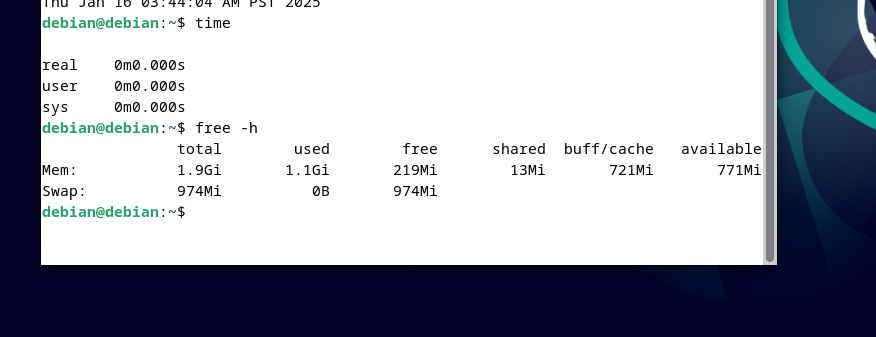 Thu Jan 16 03:44:04 AM PST 2025
debian@debian:~$ time

real    0m0.000s
user    0m0.000s
sys     0m0.000s
debian@debian:~$ free -h
               total        used        free      shared  buff/cache   available
Mem:           1.9Gi       1.1Gi       219Mi        13Mi       721Mi       771Mi
Swap:          974Mi          0B       974Mi
debian@debian:~$